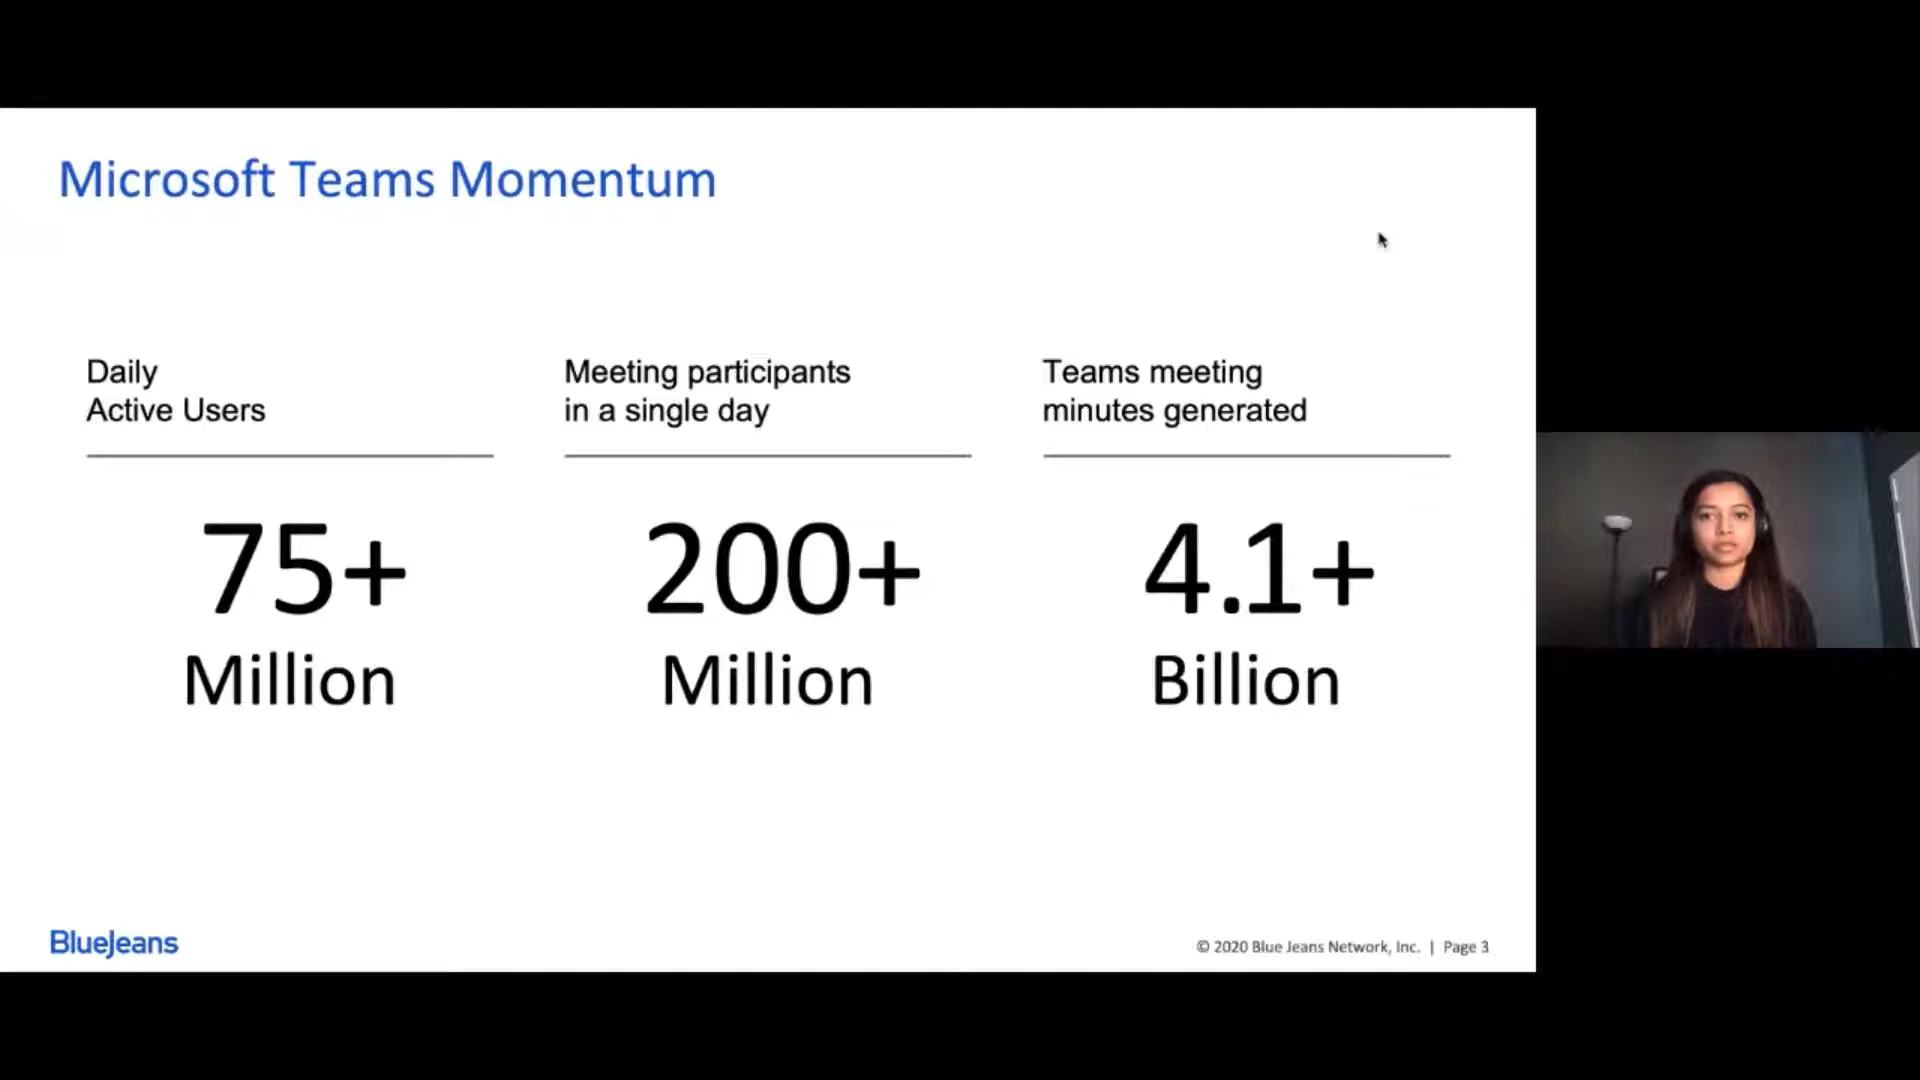 Microsoft Teams Momentum
Daily
Active Users
75+
Million
Meeting participants
in a single day
200+
Million
Teams meeting
minutes generated
4.1+
Billion
BlueJeans
© 2020 Blue Jeans Network, Inc. | Page 3